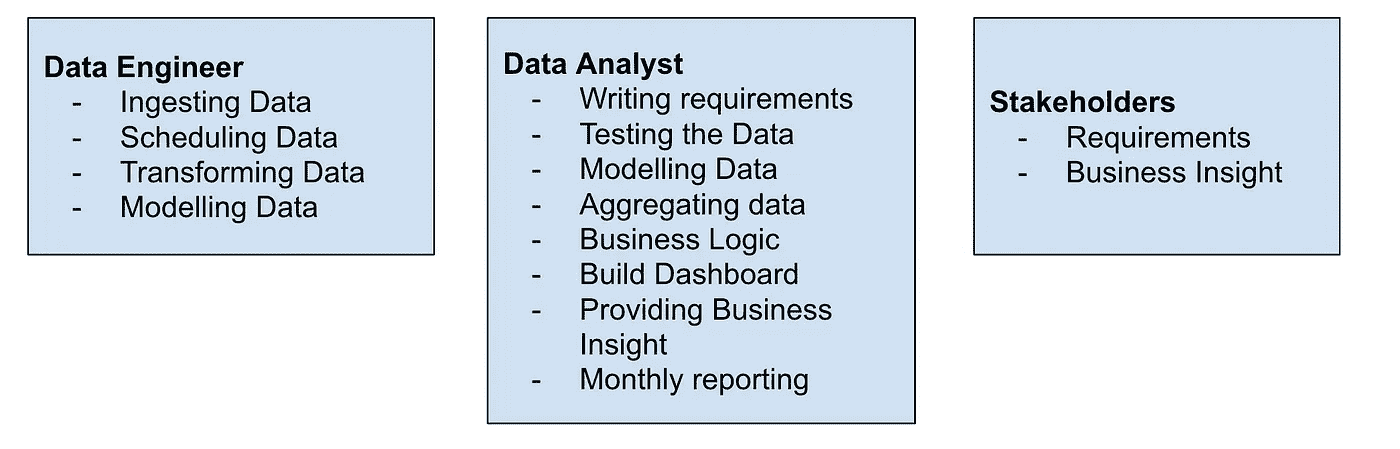 Data Engineer
- Ingesting Data
- Scheduling Data
- Transforming Data
- Modelling Data
Data Analyst
- Writing requirements
- Testing the Data
- Modelling Data
- Aggregating data
- Business Logic
- Build Dashboard
- Providing Business
Insight
- Monthly reporting
Stakeholders
- Requirements
- Business Insight